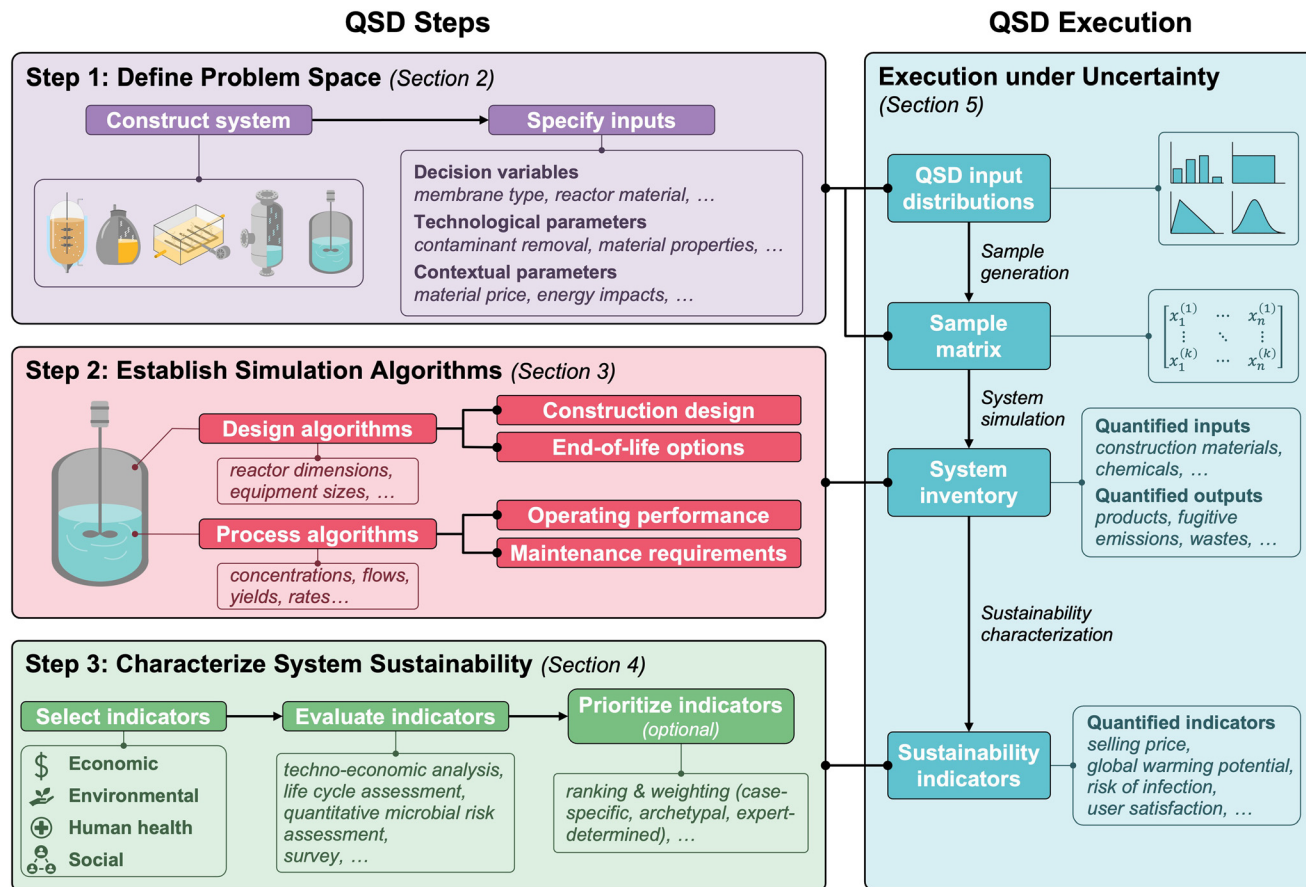 QSD Steps
Step 1: Define Problem Space (Section 2)
Construct system
Specify inputs
Decision variables
membrane type, reactor material, …
Technological parameters
contaminant removal, material properties, …
Contextual parameters
material price, energy impacts, …
Step 2: Establish Simulation Algorithms (Section 3)
Design algorithms
reactor dimensions,
equipment sizes, …
Construction design
End-of-life options
Process algorithms
concentrations, flows,
yields, rates…
Operating performance
Maintenance requirements
Step 3: Characterize System Sustainability (Section 4)
Select indicators
$ Economic
Environmental
Human health
Social
Evaluate indicators
techno-economic analysis,
life cycle assessment,
quantitative microbial risk
assessment,
survey, …
Prioritize indicators
(optional)
ranking & weighting (case-
specific, archetypal, expert-
determined), …
QSD Execution
Execution under Uncertainty
(Section 5)
QSD input
distributions
Sample
generation
Sample
matrix
x₁⁽¹⁾ ⋯ xₙ⁽¹⁾
⋮ ⋱ ⋮
x₁⁽ᵏ⁾ ⋯ xₙ⁽ᵏ⁾
System
simulation
System
inventory
Quantified inputs
construction materials,
chemicals, …
Quantified outputs
products, fugitive
emissions, wastes, …
Sustainability
characterization
Sustainability
indicators
Quantified indicators
selling price,
global warming potential,
risk of infection,
user satisfaction, …